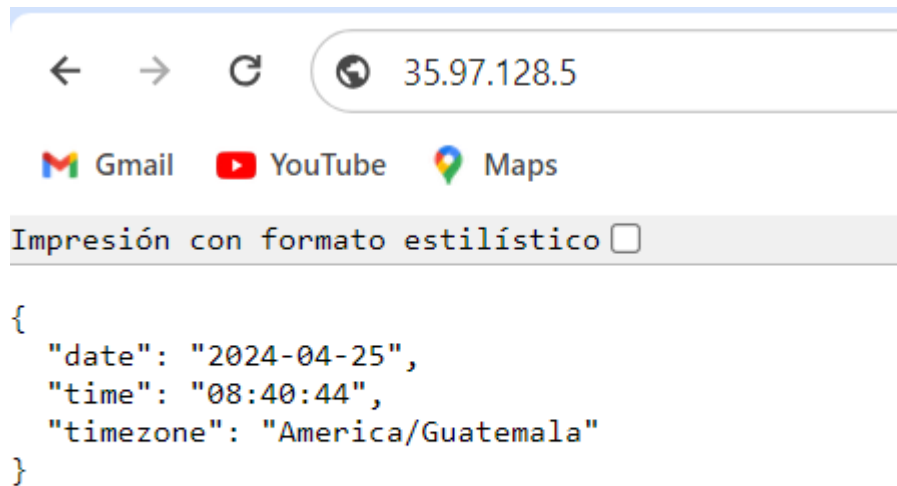 35.97.128.5
Gmail YouTube Maps
Impresión con formato estilístico
{
  "date": "2024-04-25",
  "time": "08:40:44",
  "timezone": "America/Guatemala"
}